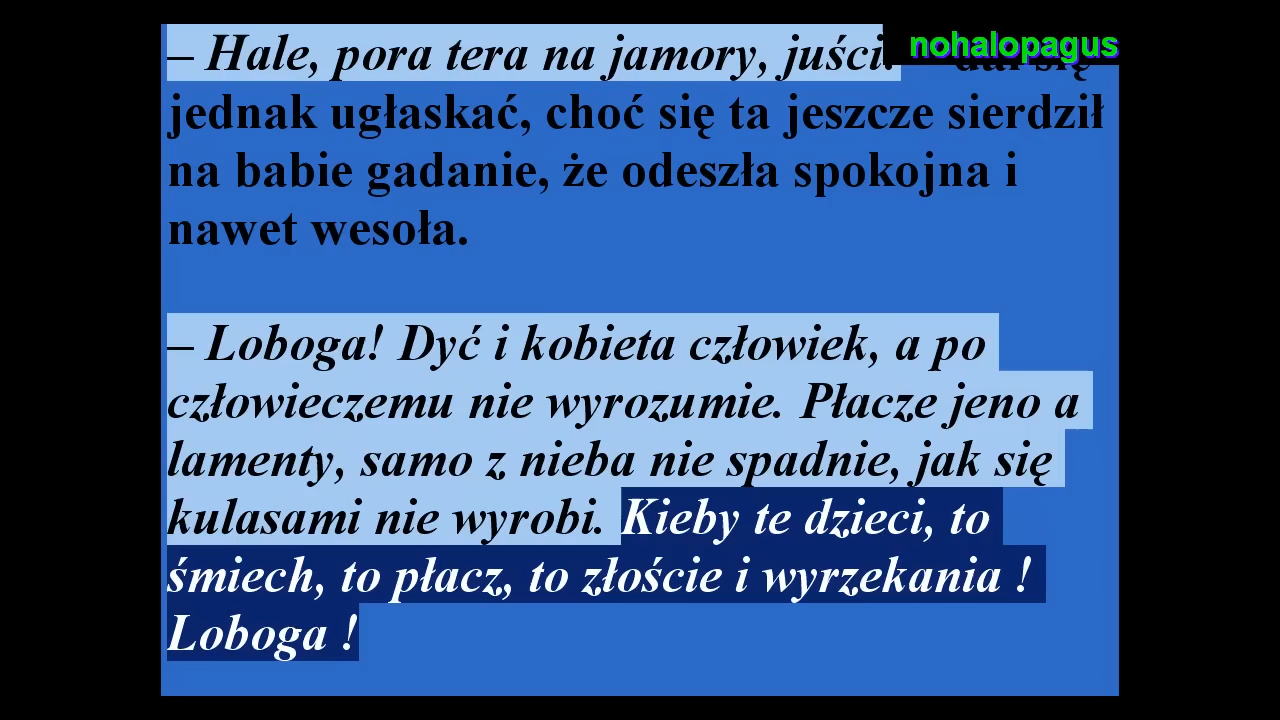 – Hale, pora tera na jamory, juści.
nohalopagus
jednak ugłaskać, choć się ta jeszcze sierdził
na babie gadanie, że odeszła spokojna i
nawet wesoła.
– Loboga! Dyć i kobieta człowiek, a po
człowieczemu nie wyrozumie. Płacze jeno a
lamenty, samo z nieba nie spadnie, jak się
kulasami nie wyrobi. Kieby te dzieci, to
śmiech, to płacz, to złoście i wyrzekania !
Loboga !